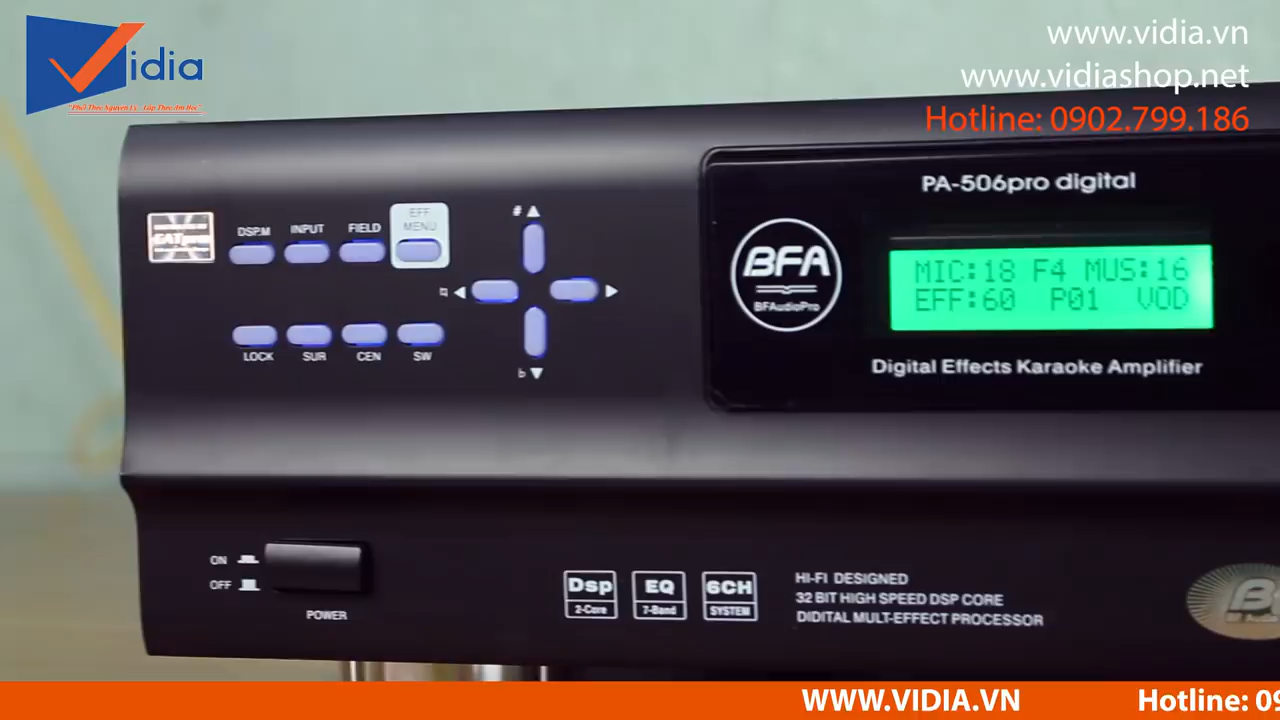 Vidia
www.vidia.vn
www.vidiashop.net
Hotline: 0902.799.186
PA-506pro digital
DSP.M INPUT FIELD EFF MENU
#
BFA
BFAudioPro
MIC:18 F4 MUS:16
EFF:60 P01 VOD
LOCK SUR CEN SW
b
Digital Effects Karaoke Amplifier
ON
OFF
POWER
Dsp
2-Core
EQ
7-Band
6CH
SYSTEM
HI-FI DESIGNED
32 BIT HIGH SPEED DSP CORE
DIDITAL MULT-EFFECT PROCESSOR
WWW.VIDIA.VN Hotline: 09